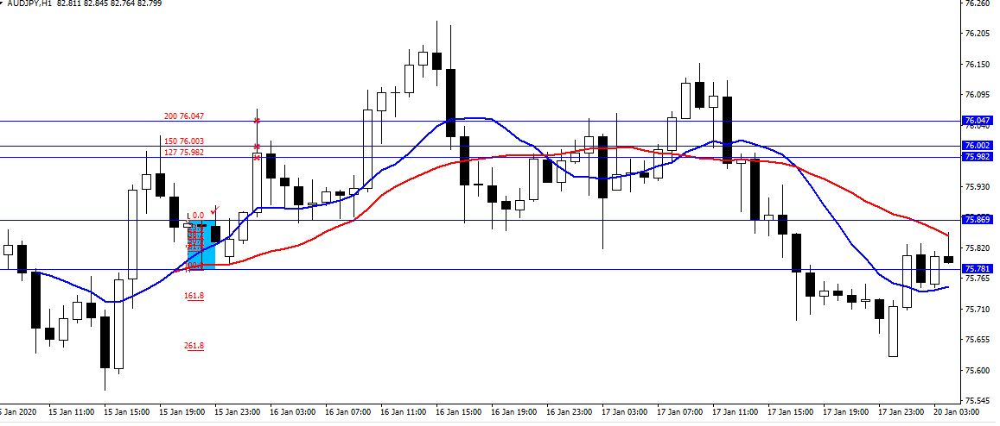 AUDJPY,H1 82.811 82.845 82.764 82.799
76.260
76.205
76.150
76.095
76.047
76.040
76.002
75.982
75.930
75.869
75.820
75.781
75.765
75.710
75.655
75.600
75.545
200 76.047
150 76.003
127 75.982
0.0
161.8
261.8
Jan 2020
15 Jan 11:00
15 Jan 15:00
15 Jan 19:00
15 Jan 23:00
16 Jan 03:00
16 Jan 07:00
16 Jan 11:00
16 Jan 15:00
16 Jan 19:00
16 Jan 23:00
17 Jan 03:00
17 Jan 07:00
17 Jan 11:00
17 Jan 15:00
17 Jan 19:00
17 Jan 23:00
20 Jan 03:00